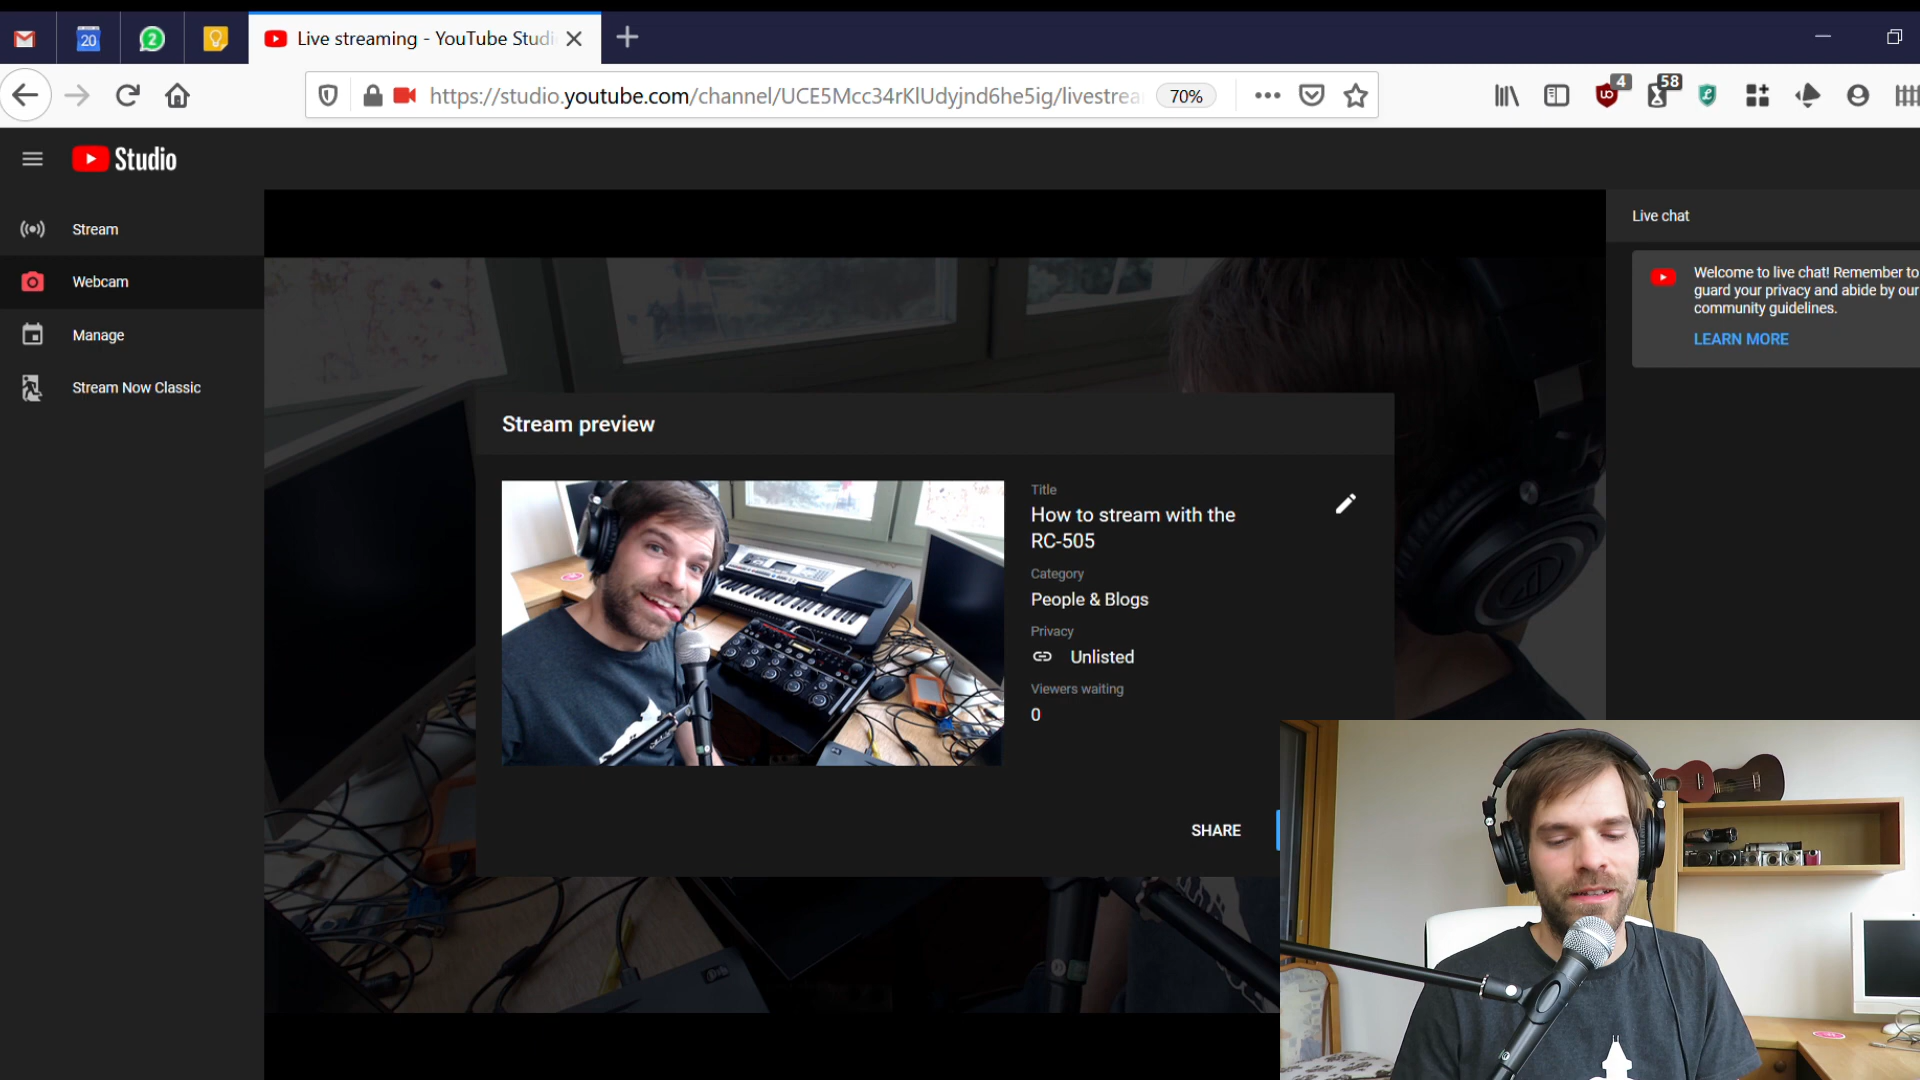 20
2
Live streaming - YouTube Studi
https://studio.youtube.com/channel/UCE5Mcc34rKlUdyjnd6he5ig/livestrea
70%
4
58
Studio
Stream
Webcam
Manage
Stream Now Classic
Live chat
Welcome to live chat! Remember to
guard your privacy and abide by our
community guidelines.
LEARN MORE
Stream preview
Title
How to stream with the
RC-505
Category
People & Blogs
Privacy
Unlisted
Viewers waiting
0
SHARE